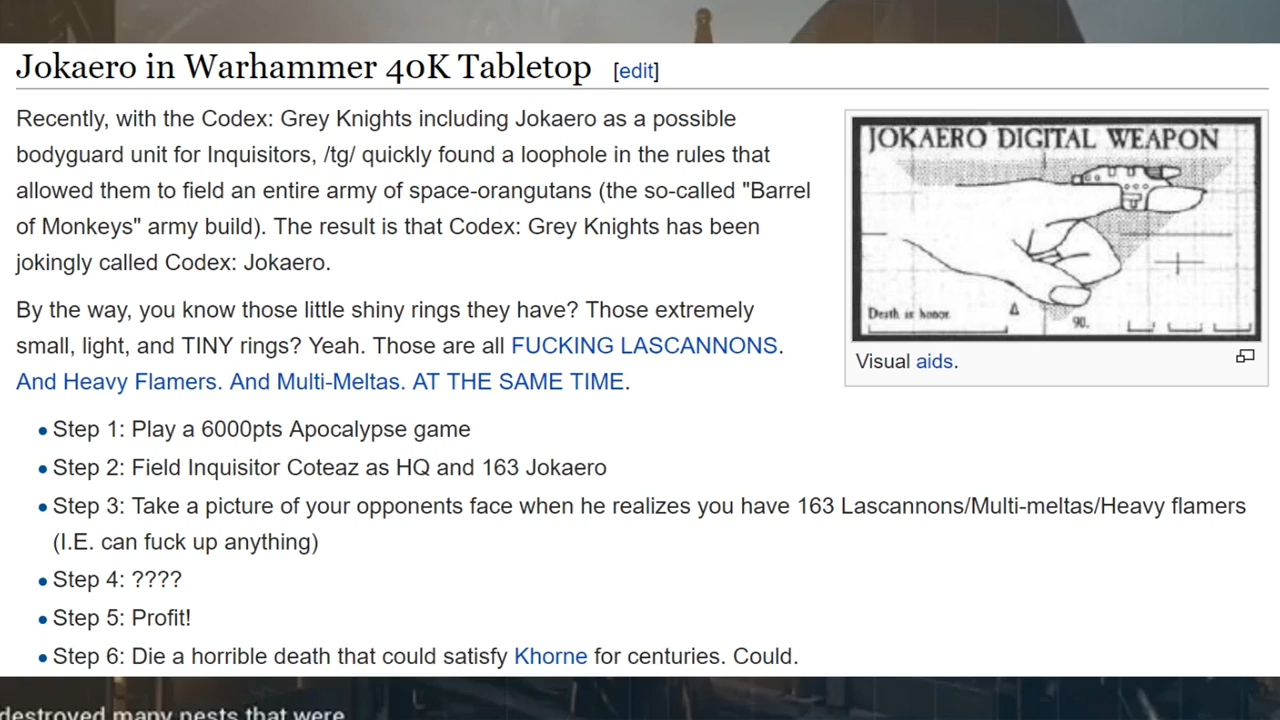 Jokaero in Warhammer 40K Tabletop [edit]
Recently, with the Codex: Grey Knights including Jokaero as a possible
bodyguard unit for Inquisitors, /tg/ quickly found a loophole in the rules that
allowed them to field an entire army of space-orangutans (the so-called "Barrel
of Monkeys" army build). The result is that Codex: Grey Knights has been
jokingly called Codex: Jokaero.
By the way, you know those little shiny rings they have? Those extremely
small, light, and TINY rings? Yeah. Those are all FUCKING LASCANNONS.
And Heavy Flamers. And Multi-Meltas. AT THE SAME TIME.
JOKAERO DIGITAL WEAPON
Death is honor.
90.
Visual aids.
• Step 1: Play a 6000pts Apocalypse game
• Step 2: Field Inquisitor Coteaz as HQ and 163 Jokaero
• Step 3: Take a picture of your opponents face when he realizes you have 163 Lascannons/Multi-meltas/Heavy flamers
(I.E. can fuck up anything)
• Step 4: ????
• Step 5: Profit!
• Step 6: Die a horrible death that could satisfy Khorne for centuries. Could.
destroyed many nests that were